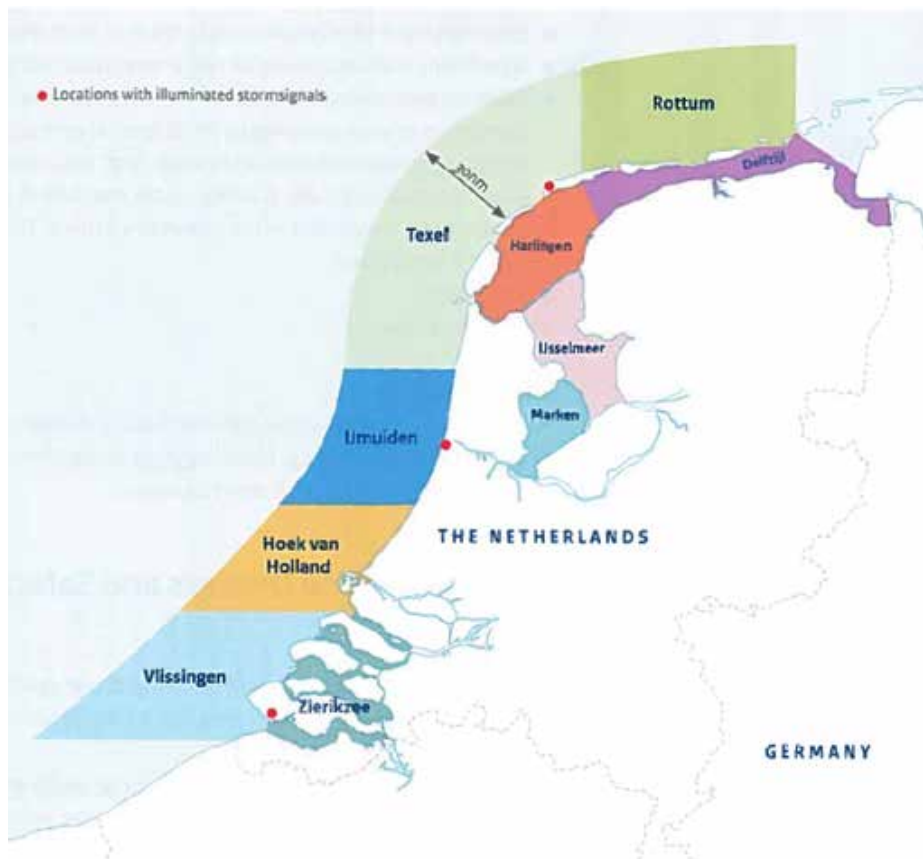 Locations with illuminated stormsignals
Rottum
Delfzijl
30nm
Texel
Harlingen
IJsselmeer
Marken
IJmuiden
THE NETHERLANDS
Hoek van
Holland
Vlissingen
Zierikzee
GERMANY